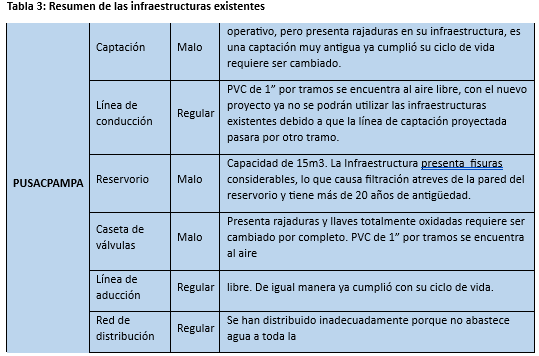 Tabla 3: Resumen de las infraestructuras existentes
PUSACPAMPA
Captación
Malo
operativo, pero presenta rajaduras en su infraestructura, es
una captación muy antigua ya cumplió su ciclo de vida
requiere ser cambiado.
Línea de
conducción
Regular
PVC de 1” por tramos se encuentra al aire libre, con el nuevo
proyecto ya no se podrán utilizar las infraestructuras
existentes debido a que la línea de captación proyectada
pasara por otro tramo.
Reservorio
Malo
Capacidad de 15m3. La Infraestructura presenta fisuras
considerables, lo que causa filtración atreves de la pared del
reservorio y tiene más de 20 años de antigüedad.
Caseta de
válvulas
Malo
Presenta rajaduras y llaves totalmente oxidadas requiere ser
cambiado por completo. PVC de 1” por tramos se encuentra
al aire
Línea de
aducción
Regular
libre. De igual manera ya cumplió con su ciclo de vida.
Red de
distribución
Regular
Se han distribuido inadecuadamente porque no abastece
agua a toda la